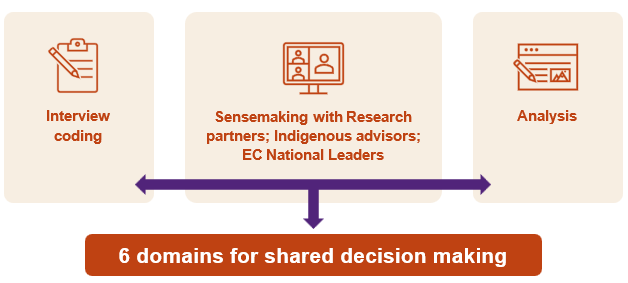 Interview
coding
Sensemaking with Research
partners; Indigenous advisors;
EC National Leaders
Analysis
6 domains for shared decision making